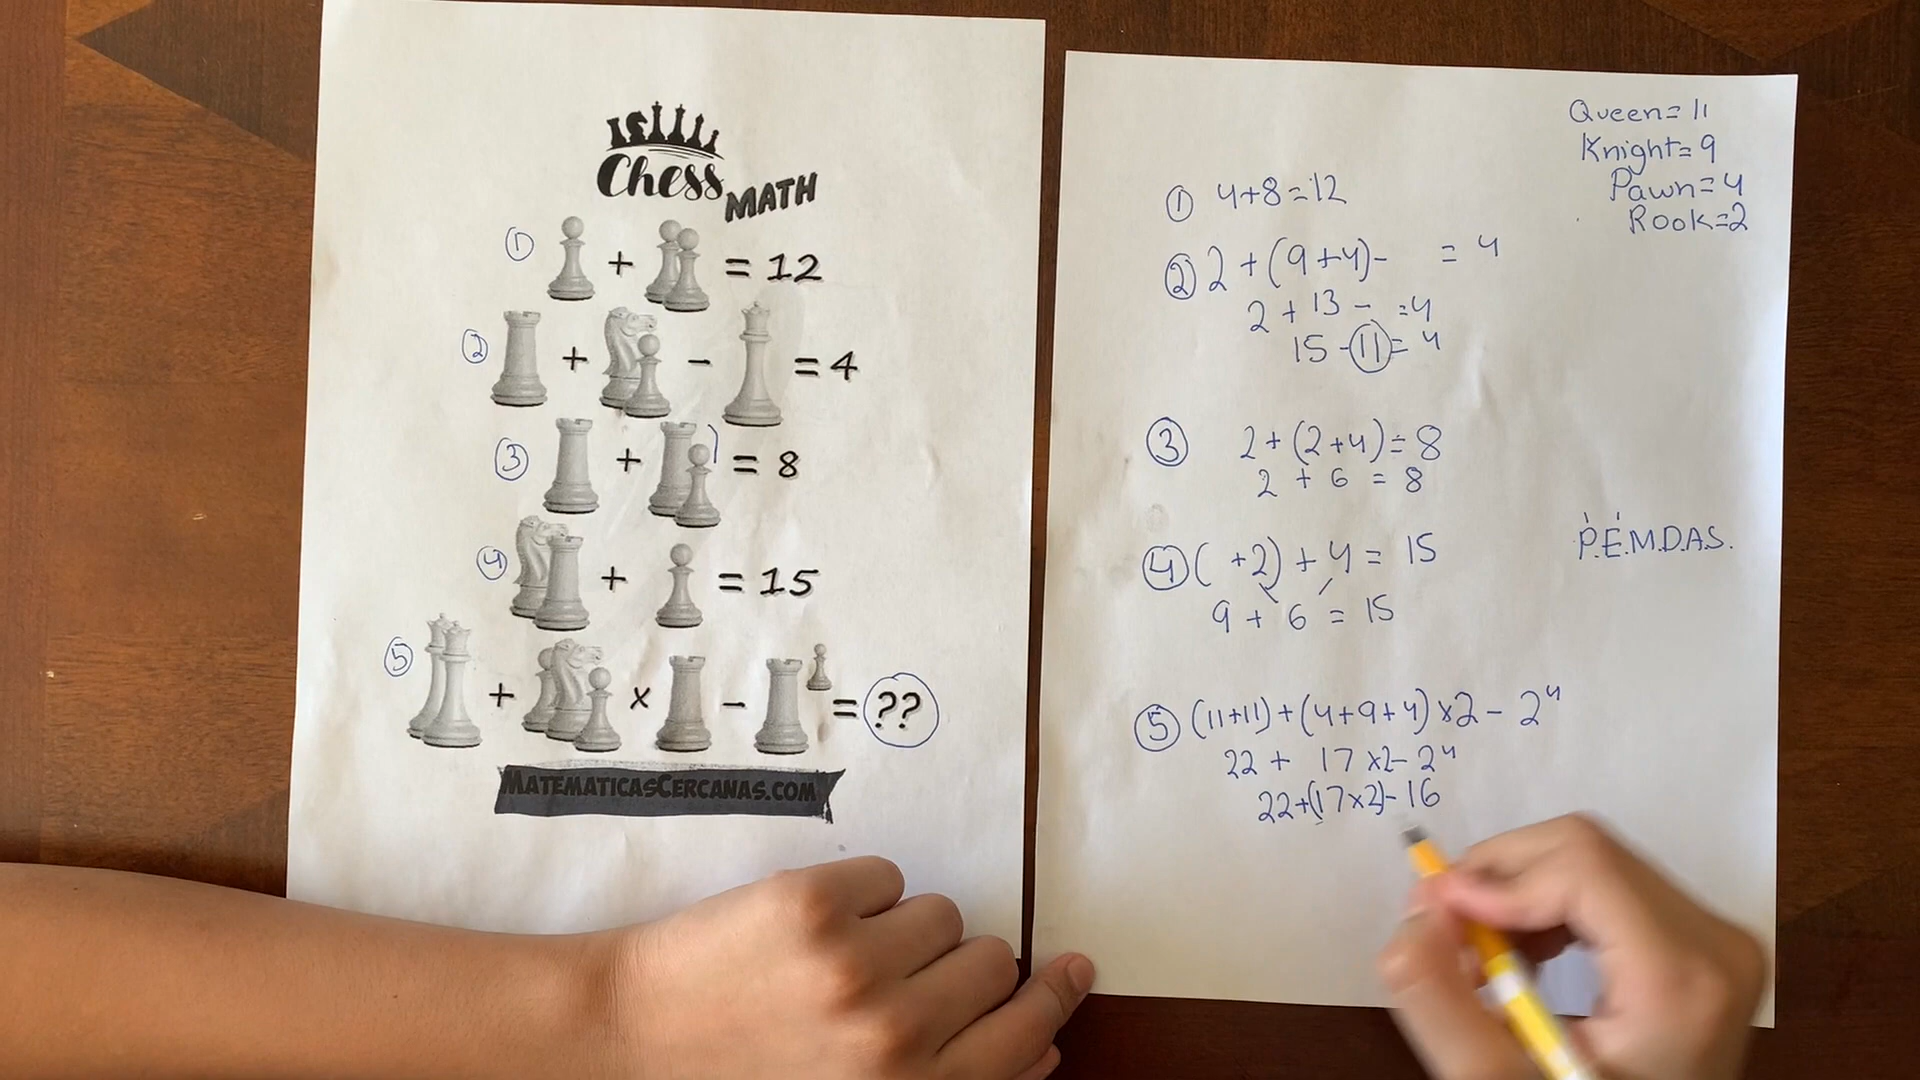 Chess MATH
① + = 12
② + - = 4
③ + ) = 8
④ + = 15
⑤ + x - = ??
MATEMATICASCERCANAS.COM
Queen = 11
Knight = 9
Pawn = 4
Rook = 2
① 4+8=12
② 2+(9+4)- = 4
2+13- =4
15-11=4
③ 2+(2+4)=8
2+6=8
④ ( +2)+4=15
9+6=15
P.E.M.D.A.S.
⑤ (11+11)+(4+9+4)x2-2⁴
22+ 17x2-2⁴
22+(17x2)-16